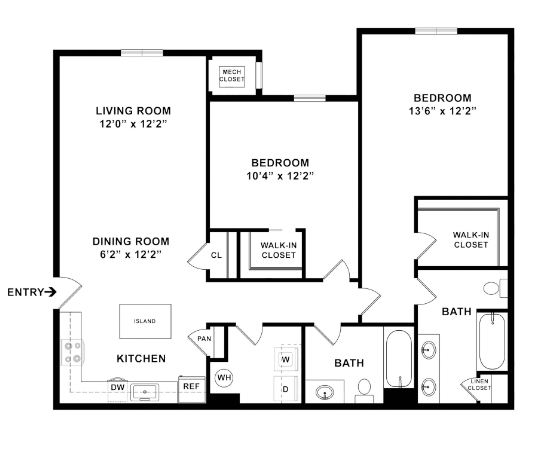 MECH
CLOSET
LIVING ROOM
12'0" x 12'2"
BEDROOM
13'6" x 12'2"
BEDROOM
10'4" x 12'2"
DINING ROOM
6'2" x 12'2"
CL
WALK-IN
CLOSET
WALK-IN
CLOSET
ENTRY
ISLAND
BATH
KITCHEN
PAN
W
BATH
WH
D
DW
REF
LINEN
CLOSET